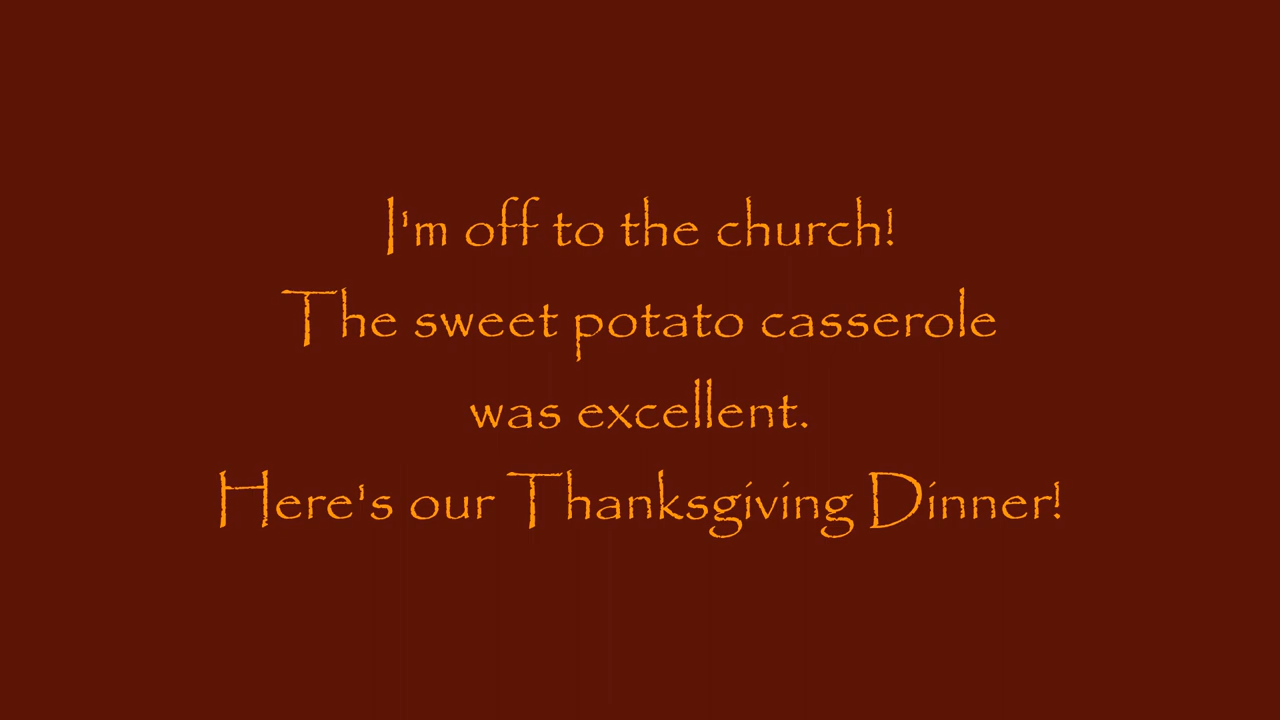 I'm off to the church!
The sweet potato casserole
was excellent.
Here's our Thanksgiving Dinner!